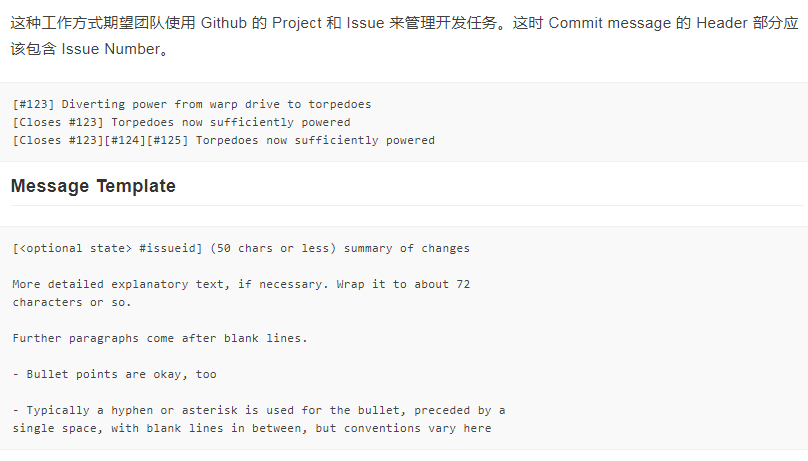 这种工作方式期望团队使用 Github 的 Project 和 Issue 来管理开发任务。这时 Commit message 的 Header 部分应
该包含 Issue Number。
[#123] Diverting power from warp drive to torpedoes
[Closes #123] Torpedoes now sufficiently powered
[Closes #123][#124][#125] Torpedoes now sufficiently powered
Message Template
[<optional state> #issueid] (50 chars or less) summary of changes
More detailed explanatory text, if necessary. Wrap it to about 72
characters or so.
Further paragraphs come after blank lines.
- Bullet points are okay, too
- Typically a hyphen or asterisk is used for the bullet, preceded by a
single space, with blank lines in between, but conventions vary here